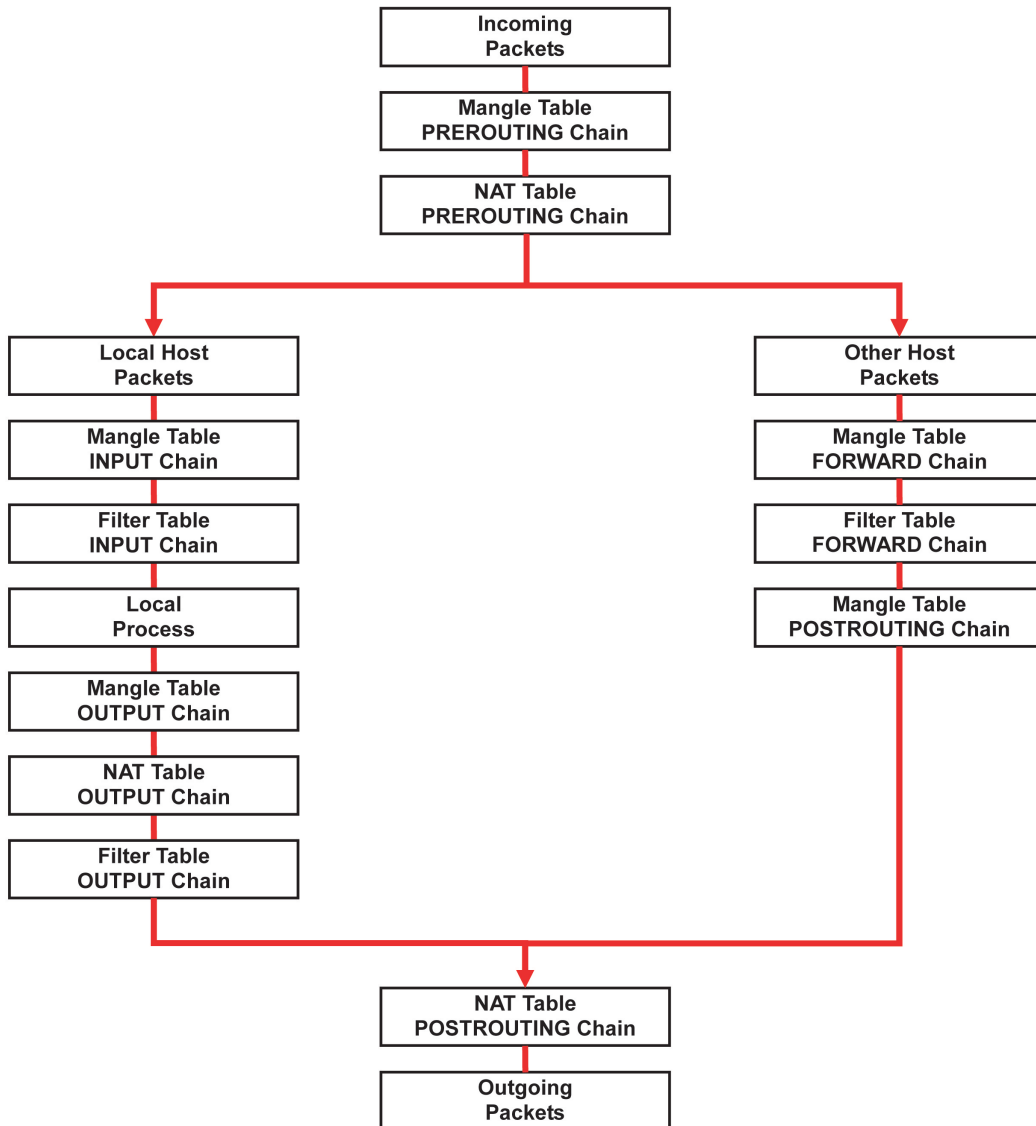 Incoming
Packets
Mangle Table
PREROUTING Chain
NAT Table
PREROUTING Chain
Local Host
Packets
Mangle Table
INPUT Chain
Filter Table
INPUT Chain
Local
Process
Mangle Table
OUTPUT Chain
NAT Table
OUTPUT Chain
Filter Table
OUTPUT Chain
Other Host
Packets
Mangle Table
FORWARD Chain
Filter Table
FORWARD Chain
Mangle Table
POSTROUTING Chain
NAT Table
POSTROUTING Chain
Outgoing
Packets